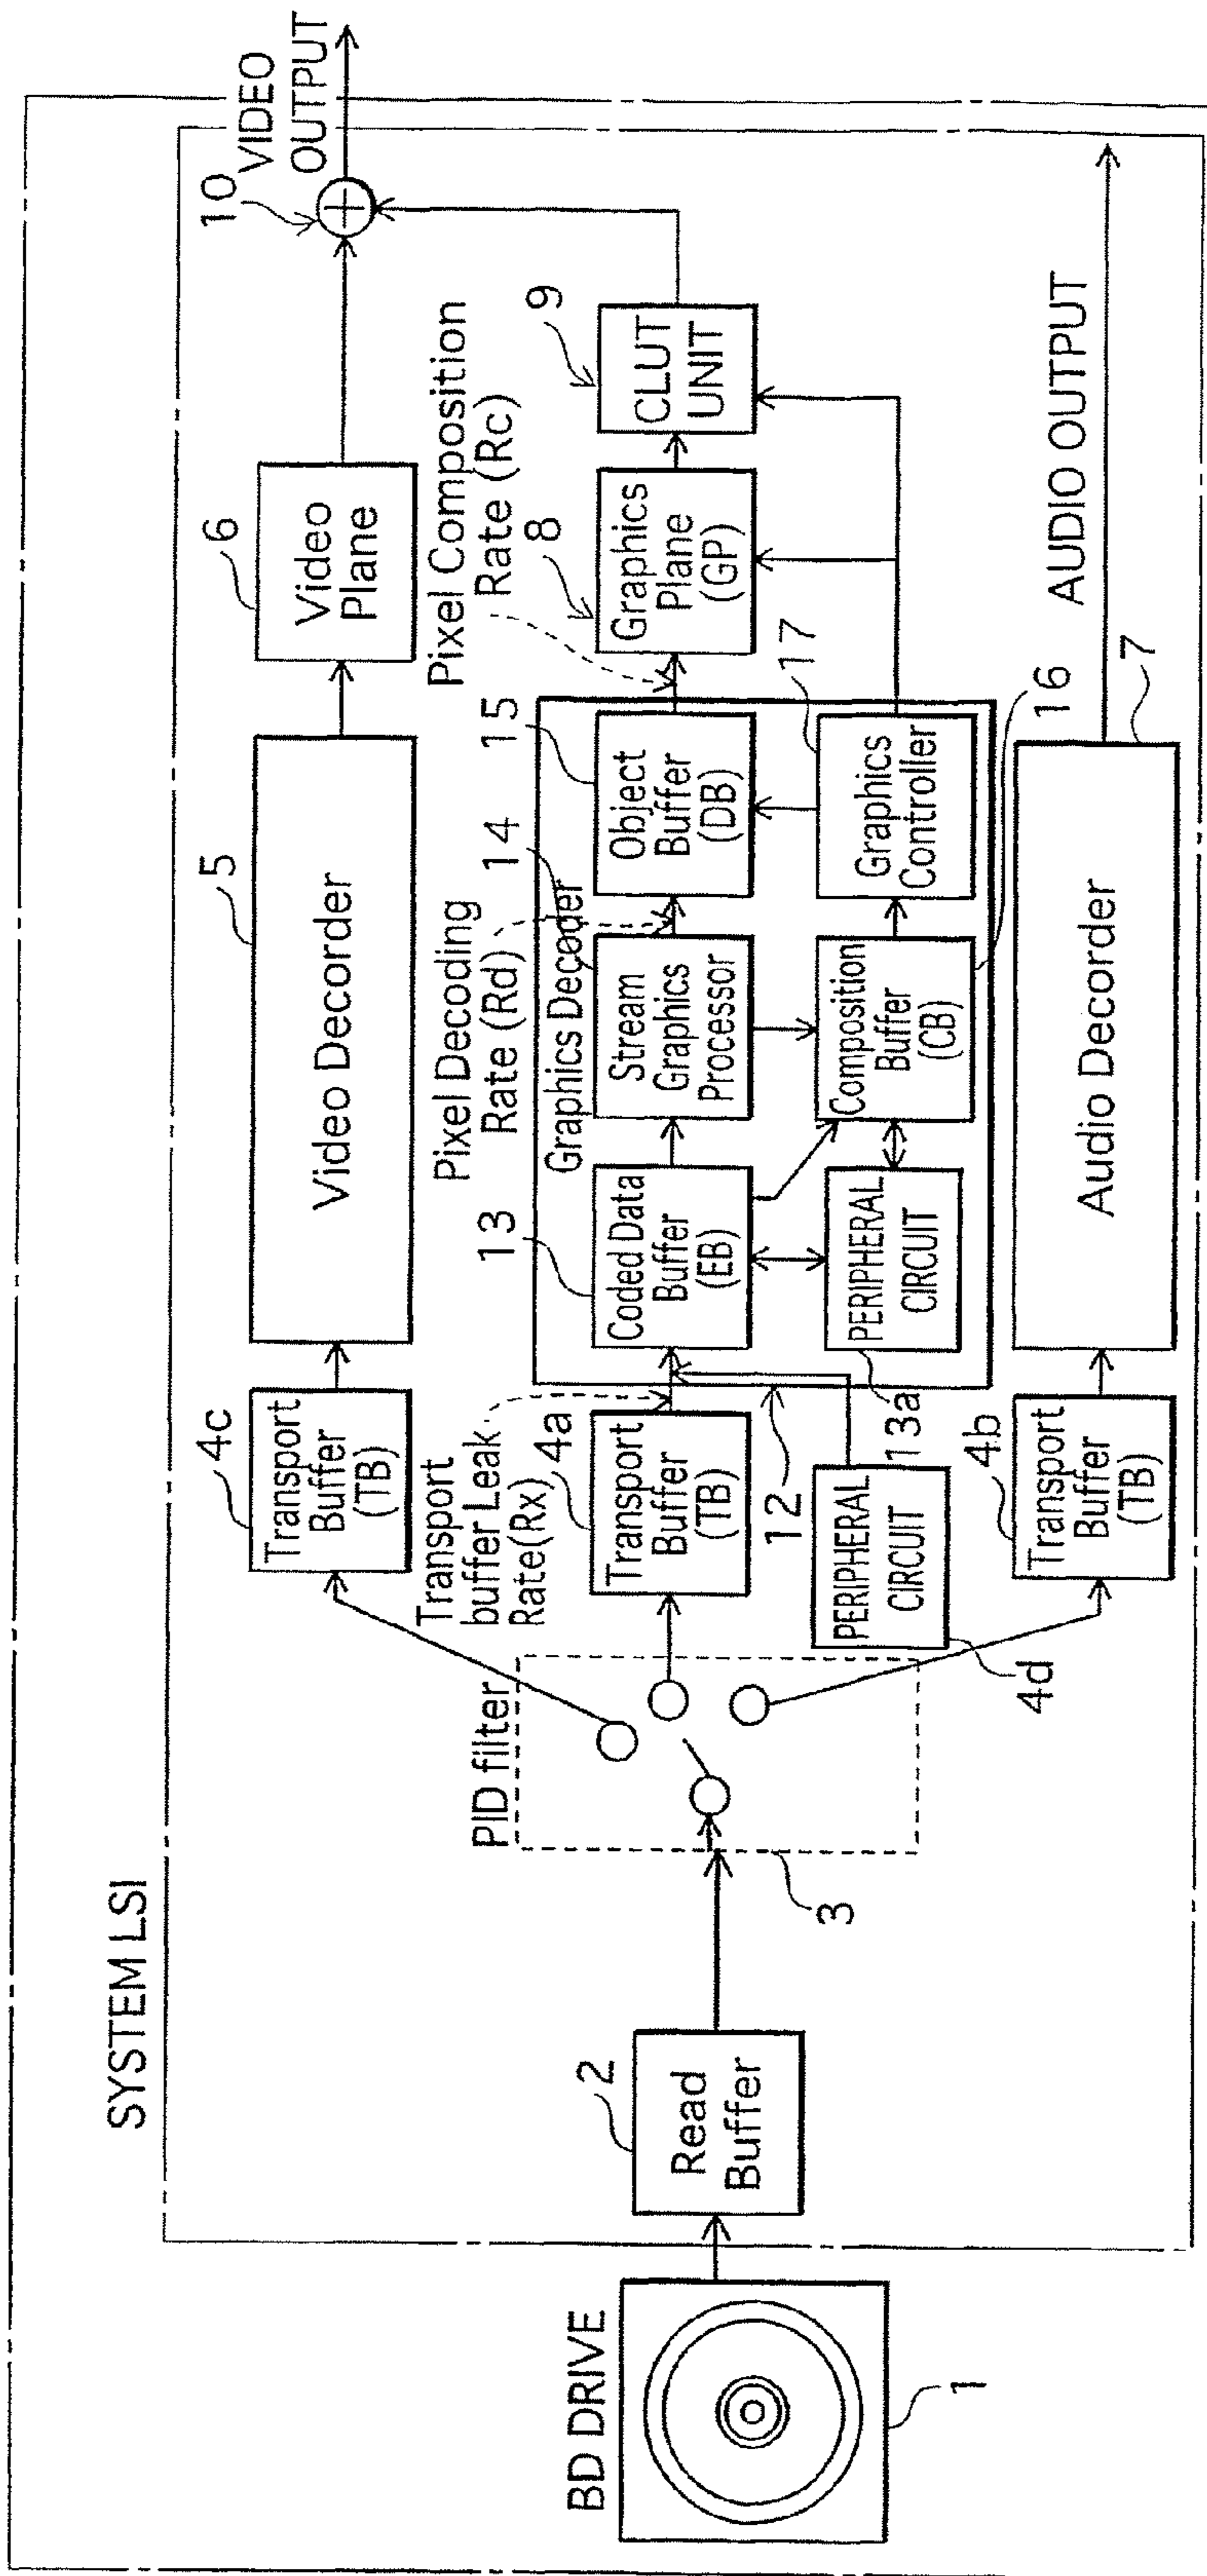 SYSTEM LSI
BD DRIVE
1
2
Read
Buffer
PID filter
3
4c
Transport
Buffer
(TB)
Transport
buffer Leak
Rate(Rx)
4a
Transport
Buffer
(TB)
PERIPHERAL
CIRCUIT
4d
4b
Transport
Buffer
(TB)
5
Video Decorder
6
Video
Plane
10
VIDEO
OUTPUT
Pixel Decoding
Rate (Rd)
Graphics Decoder
12
13
Coded Data
Buffer
(EB)
PERIPHERAL
CIRCUIT
13a
14
Stream
Graphics
Processor
Composition
Buffer
(CB)
16
15
Object
Buffer
(DB)
17
Graphics
Controller
Pixel Composition
Rate (Rc)
8
Graphics
Plane
(GP)
9
CLUT
UNIT
Audio Decorder
7
AUDIO OUTPUT